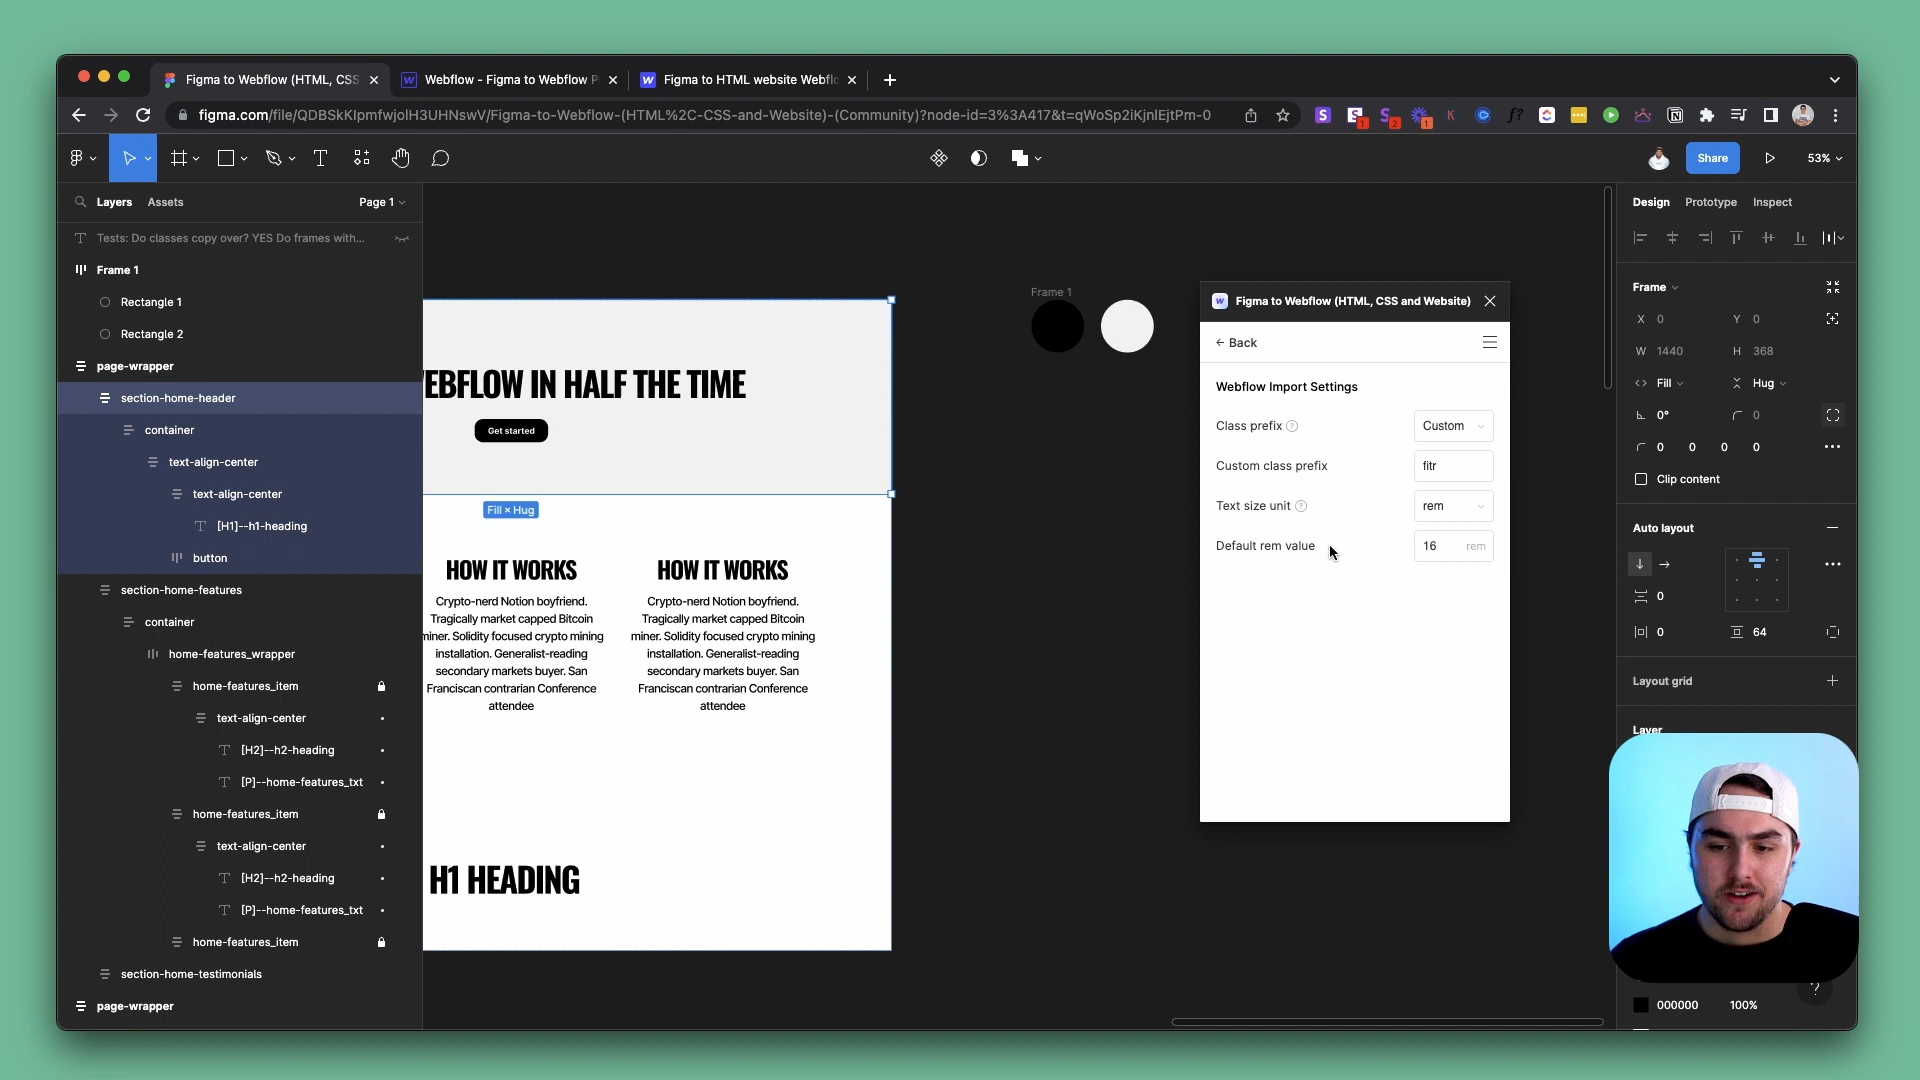 Figma to Webflow (HTML, CSS
Webflow - Figma to Webflow P
Figma to HTML website Webflo
figma.com/file/QDBSkKIpmfwjolH3UHNswV/Figma-to-Webflow-(HTML%2C-CSS-and-Website)-(Community)?node-id=3%3A417&t=qWoSp2iKjnlEjtPm-0
Share
53%
Layers
Assets
Page 1
Tests: Do classes copy over? YES Do frames with...
Frame 1
Rectangle 1
Rectangle 2
page-wrapper
section-home-header
container
text-align-center
text-align-center
[H1]--h1-heading
button
section-home-features
container
home-features_wrapper
home-features_item
text-align-center
[H2]--h2-heading
[P]--home-features_txt
home-features_item
text-align-center
[H2]--h2-heading
[P]--home-features_txt
home-features_item
section-home-testimonials
page-wrapper
WEBFLOW IN HALF THE TIME
Get started
Fill × Hug
HOW IT WORKS
Crypto-nerd Notion boyfriend.
Tragically market capped Bitcoin
miner. Solidity focused crypto mining
installation. Generalist-reading
secondary markets buyer. San
Franciscan contrarian Conference
attendee
HOW IT WORKS
Crypto-nerd Notion boyfriend.
Tragically market capped Bitcoin
miner. Solidity focused crypto mining
installation. Generalist-reading
secondary markets buyer. San
Franciscan contrarian Conference
attendee
H1 HEADING
Frame 1
Figma to Webflow (HTML, CSS and Website)
← Back
Webflow Import Settings
Class prefix ?
Custom
Custom class prefix
fitr
Text size unit ?
rem
Default rem value
16 rem
Design
Prototype
Inspect
Frame
X 0
Y 0
W 1440
H 368
Fill
Hug
0°
0
0 0 0 0
Clip content
Auto layout
0
0
64
Layout grid
Layer
000000
100%
?